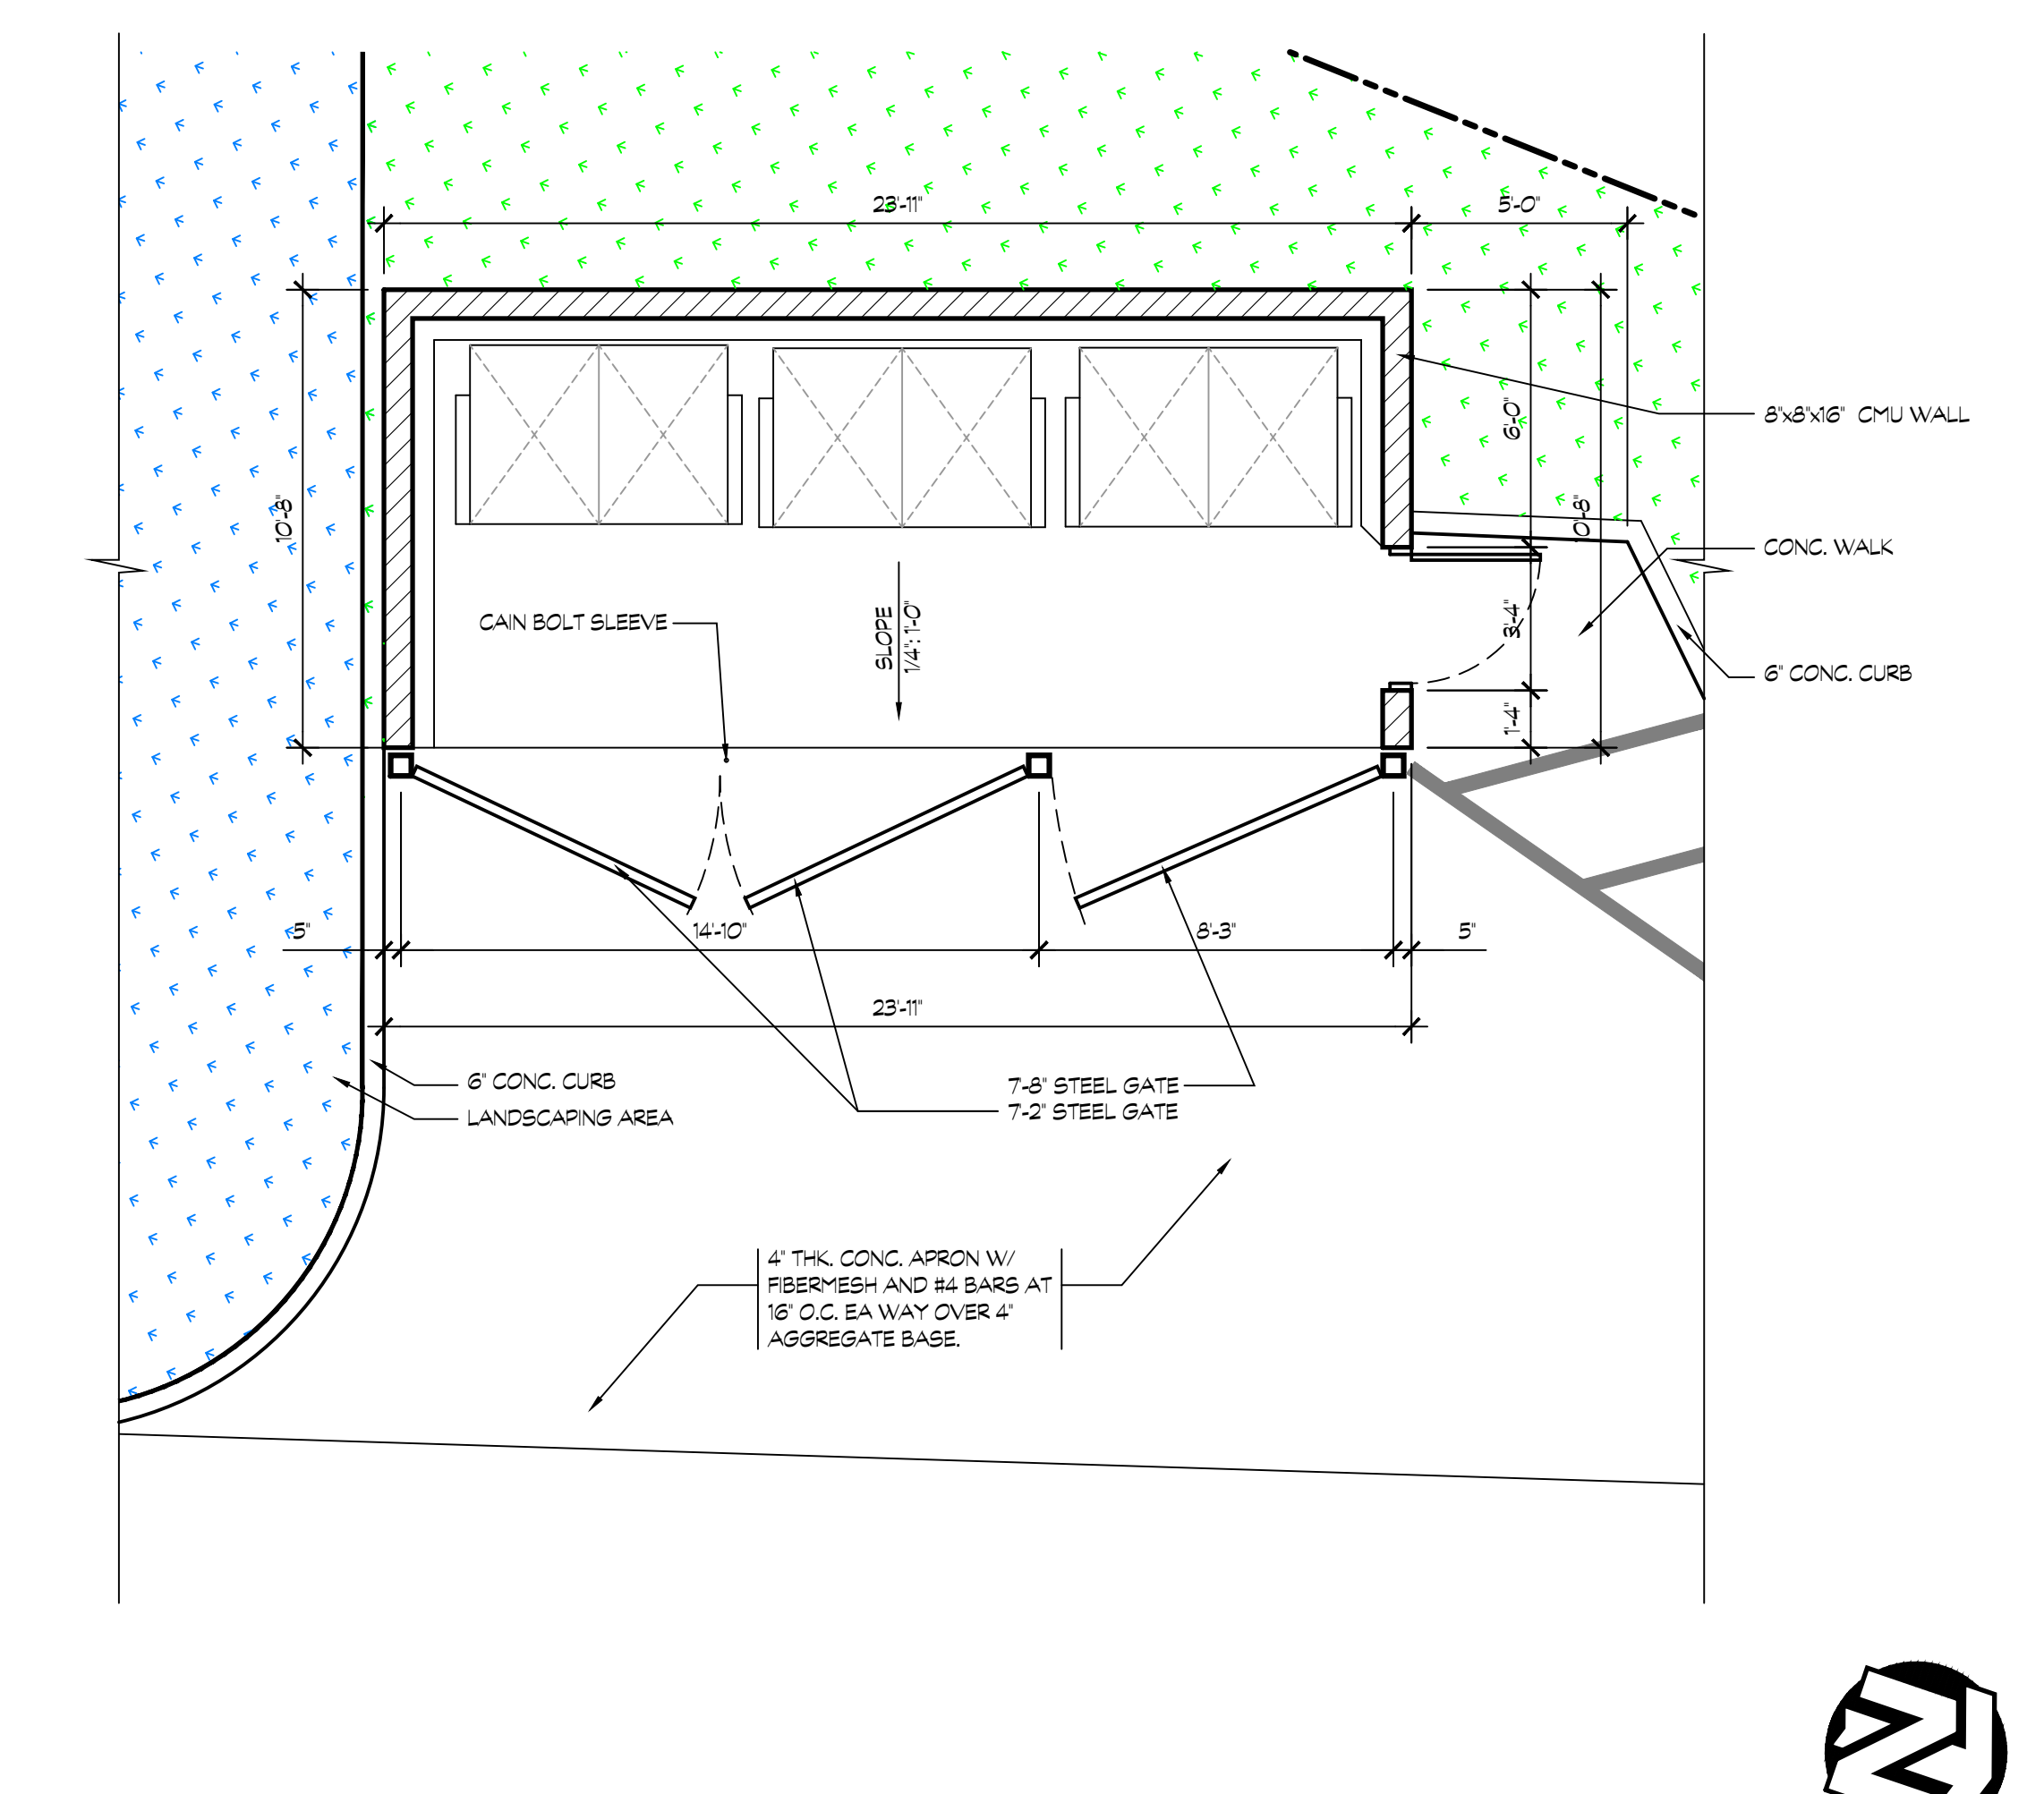 23'-11"
5'-0"
8"x8"x16" CMU WALL
6'-0"
10'-8"
10'-8"
CONC. WALK
3'-4"
CAIN BOLT SLEEVE
SLOPE
1/4": 1'-0"
6" CONC. CURB
1'-4"
5"
14'-10"
8'-3"
5"
23'-11"
6" CONC. CURB
LANDSCAPING AREA
7'-8" STEEL GATE
7'-2" STEEL GATE
4" THK. CONC. APRON W/
FIBERMESH AND #4 BARS AT
16" O.C. EA WAY OVER 4"
AGGREGATE BASE.